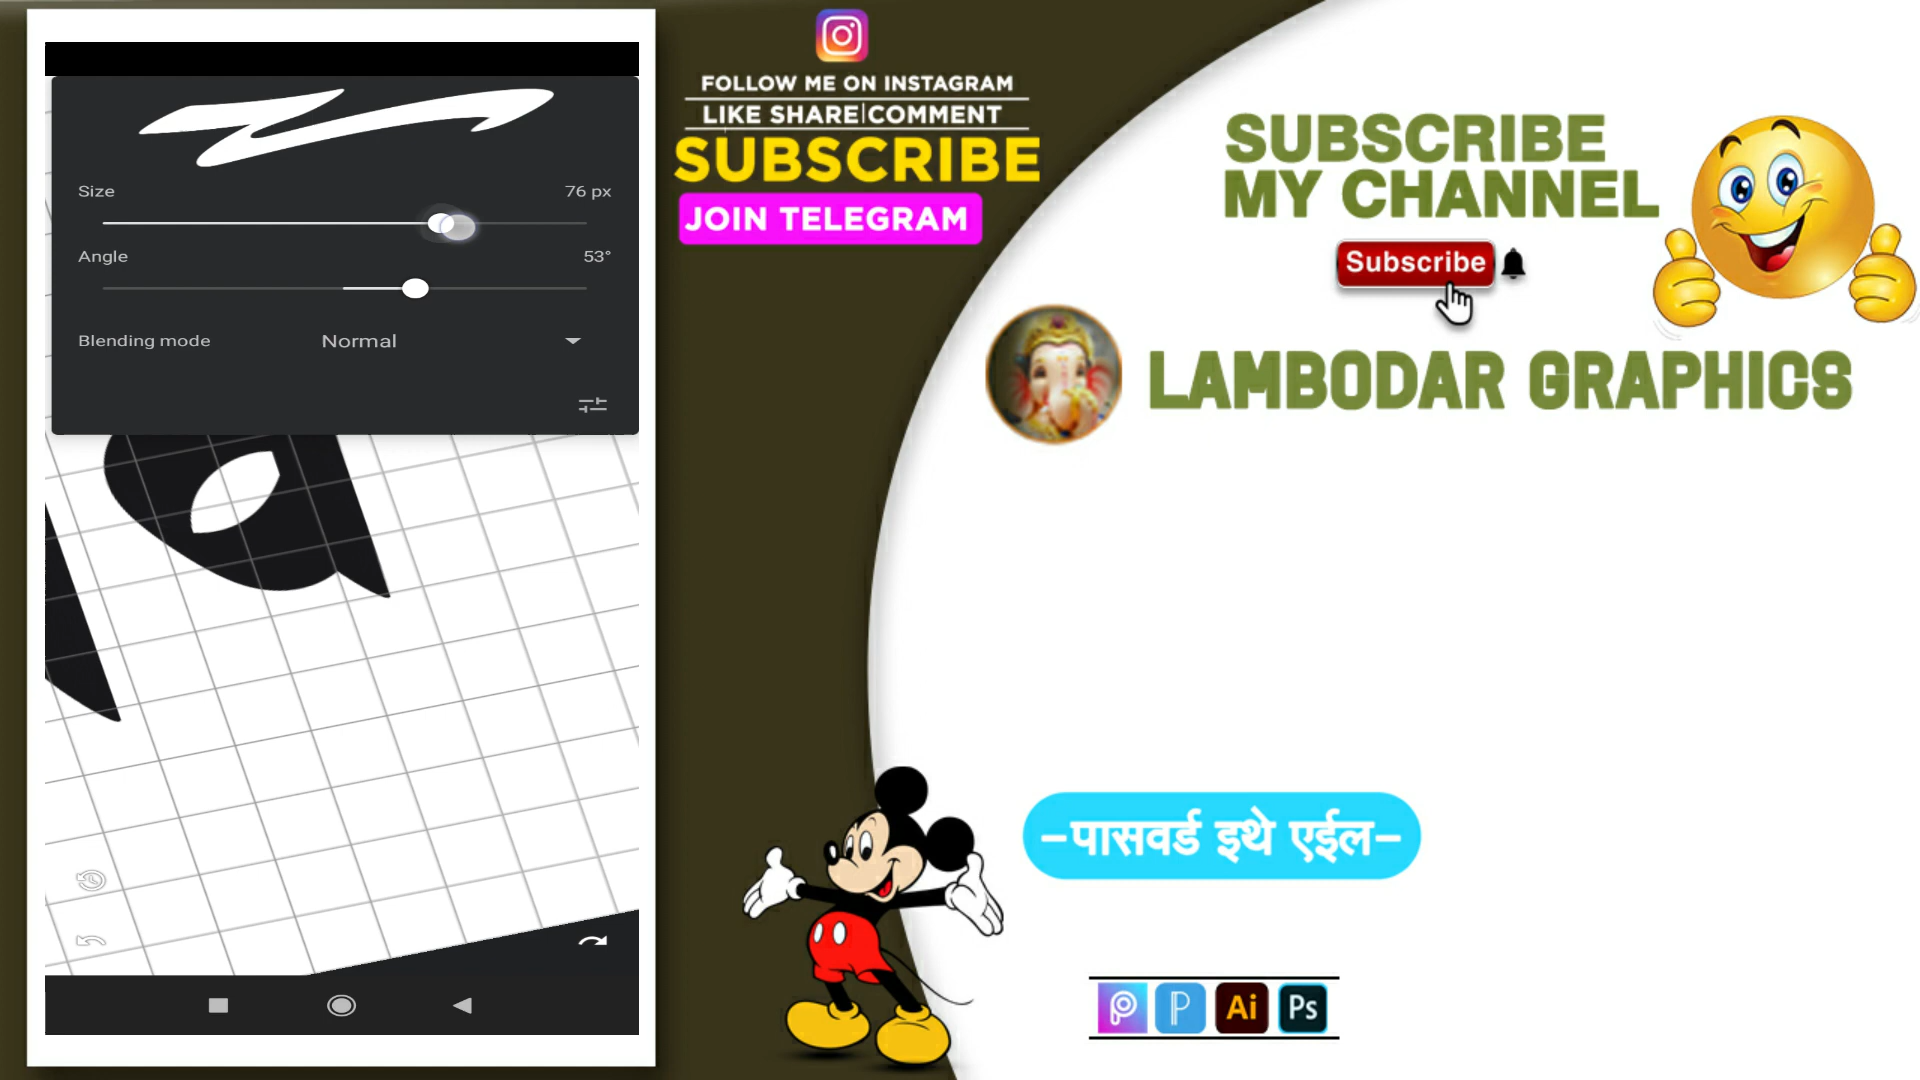 Size 76 px
Angle 53°
Blending mode Normal
FOLLOW ME ON INSTAGRAM
LIKE SHARE|COMMENT
SUBSCRIBE
JOIN TELEGRAM
SUBSCRIBE
MY CHANNEL
Subscribe
LAMBODAR GRAPHICS
-पासवर्ड इथे एईल-
Ai Ps